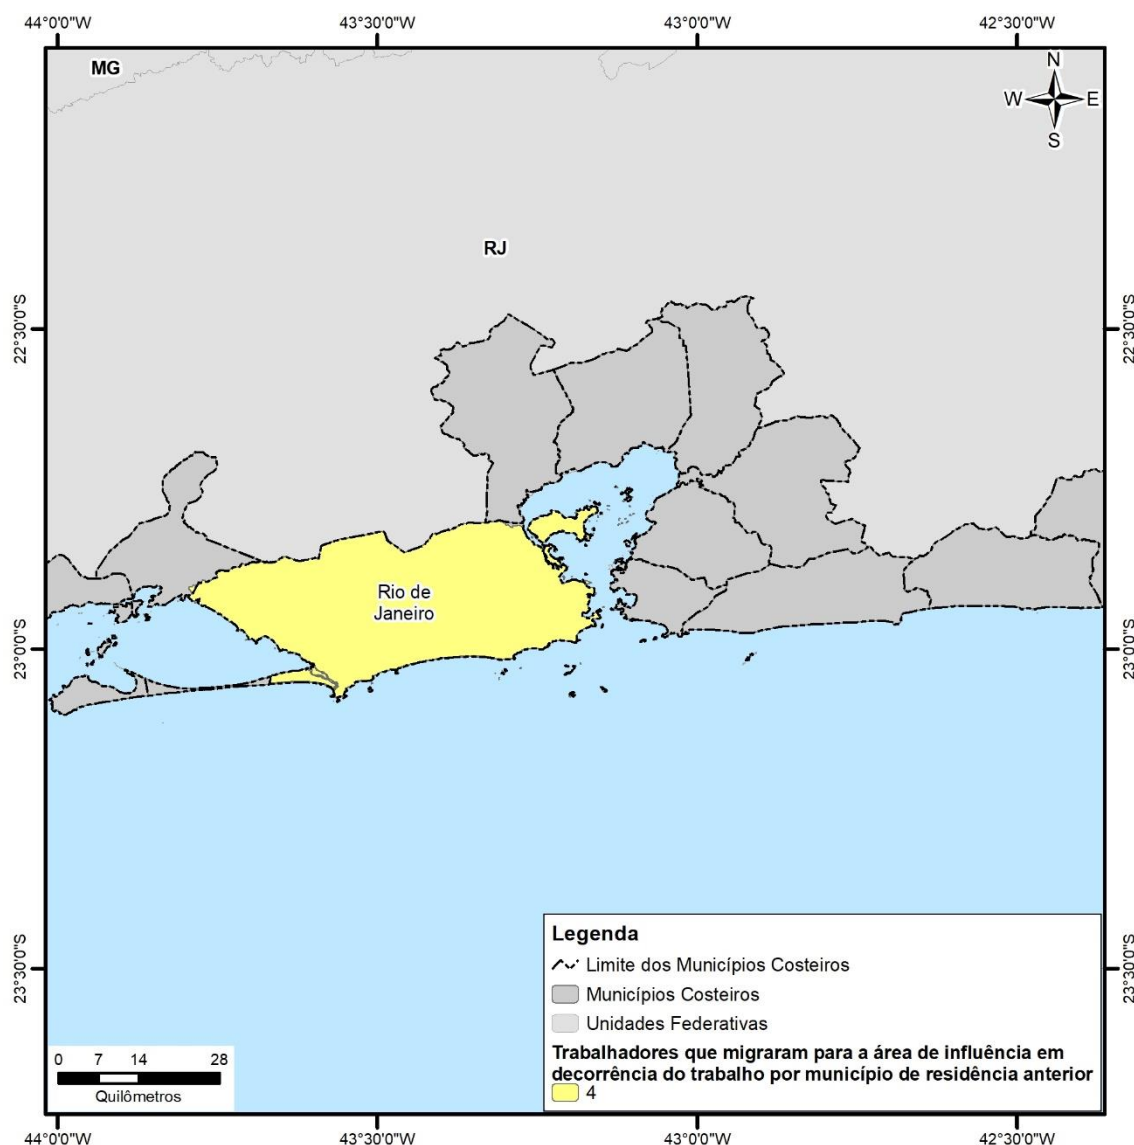 44°0'0"W 43°30'0"W 43°0'0"W 42°30'0"W
MG
N
W E
S
RJ
22°30'0"S 22°30'0"S
Rio de
Janeiro
23°0'0"S 23°0'0"S
Legenda
Limite dos Municípios Costeiros
23°30'0"S 23°30'0"S
Municípios Costeiros
Unidades Federativas
Trabalhadores que migraram para a área de influência em
decorrência do trabalho por município de residência anterior
4
0 7 14 28
Quilômetros
44°0'0"W 43°30'0"W 43°0'0"W 42°30'0"W